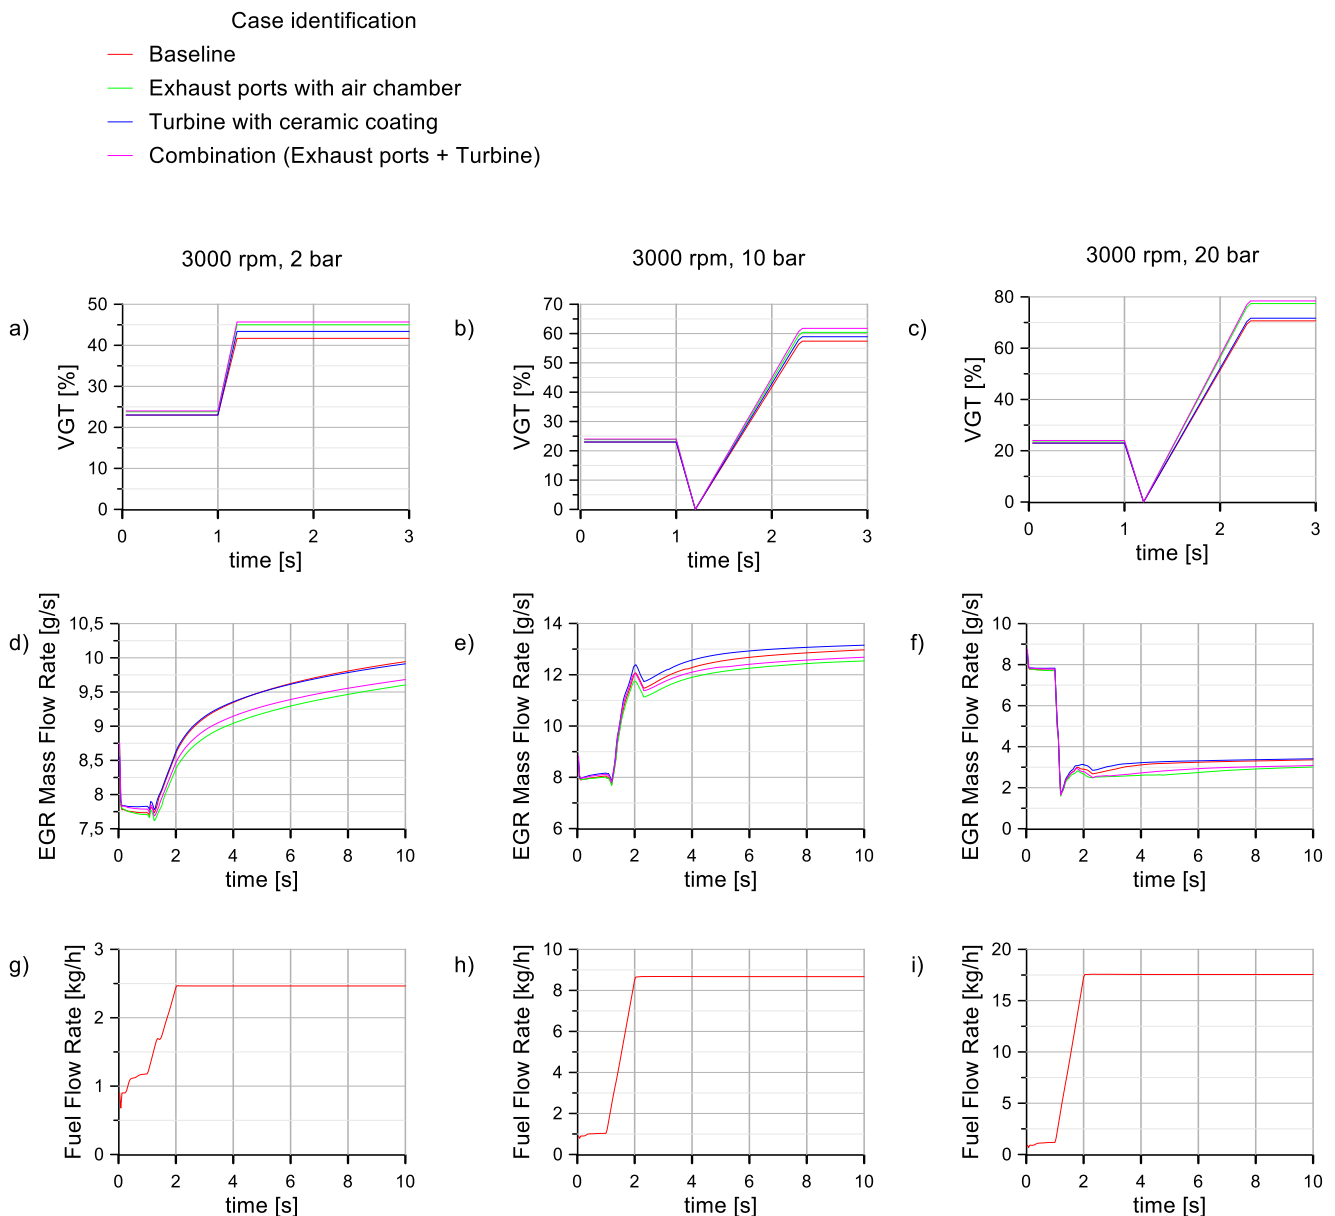 Case identification
Baseline
Exhaust ports with air chamber
Turbine with ceramic coating
Combination (Exhaust ports + Turbine)
3000 rpm, 2 bar
3000 rpm, 10 bar
3000 rpm, 20 bar
a)
VGT [%]
50
40
30
20
10
0
0 1 2 3
time [s]
b)
VGT [%]
70
60
50
40
30
20
10
0
0 1 2 3
time [s]
c)
VGT [%]
80
60
40
20
0
0 1 2 3
time [s]
d)
EGR Mass Flow Rate [g/s]
10,5
10
9,5
9
8,5
8
7,5
0 2 4 6 8 10
time [s]
e)
EGR Mass Flow Rate [g/s]
14
12
10
8
6
0 2 4 6 8 10
time [s]
f)
EGR Mass Flow Rate [g/s]
10
8
6
4
2
0
0 2 4 6 8 10
time [s]
g)
Fuel Flow Rate [kg/h]
3
2
1
0
0 2 4 6 8 10
time [s]
h)
Fuel Flow Rate [kg/h]
10
8
6
4
2
0
0 2 4 6 8 10
time [s]
i)
Fuel Flow Rate [kg/h]
20
15
10
5
0
0 2 4 6 8 10
time [s]